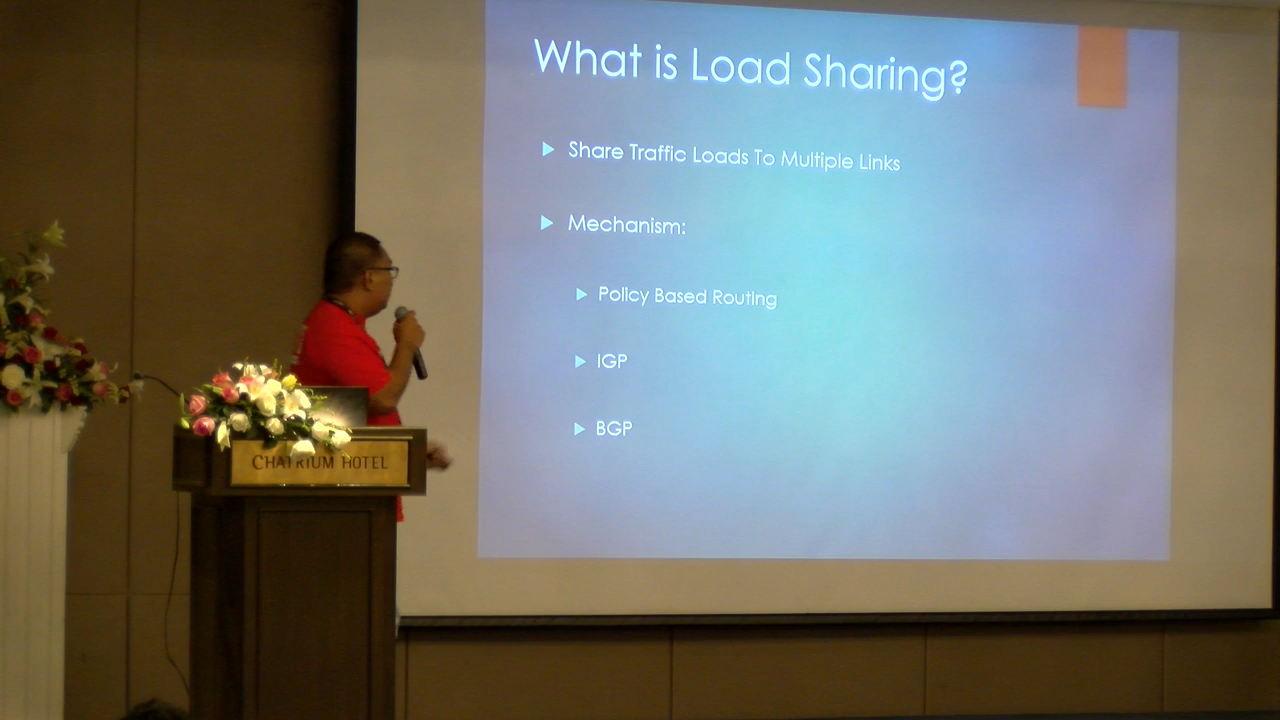 What is Load Sharing?
Share Traffic Loads To Multiple Links
Mechanism:
Policy Based Routing
IGP
BGP
CHATRIUM HOTEL